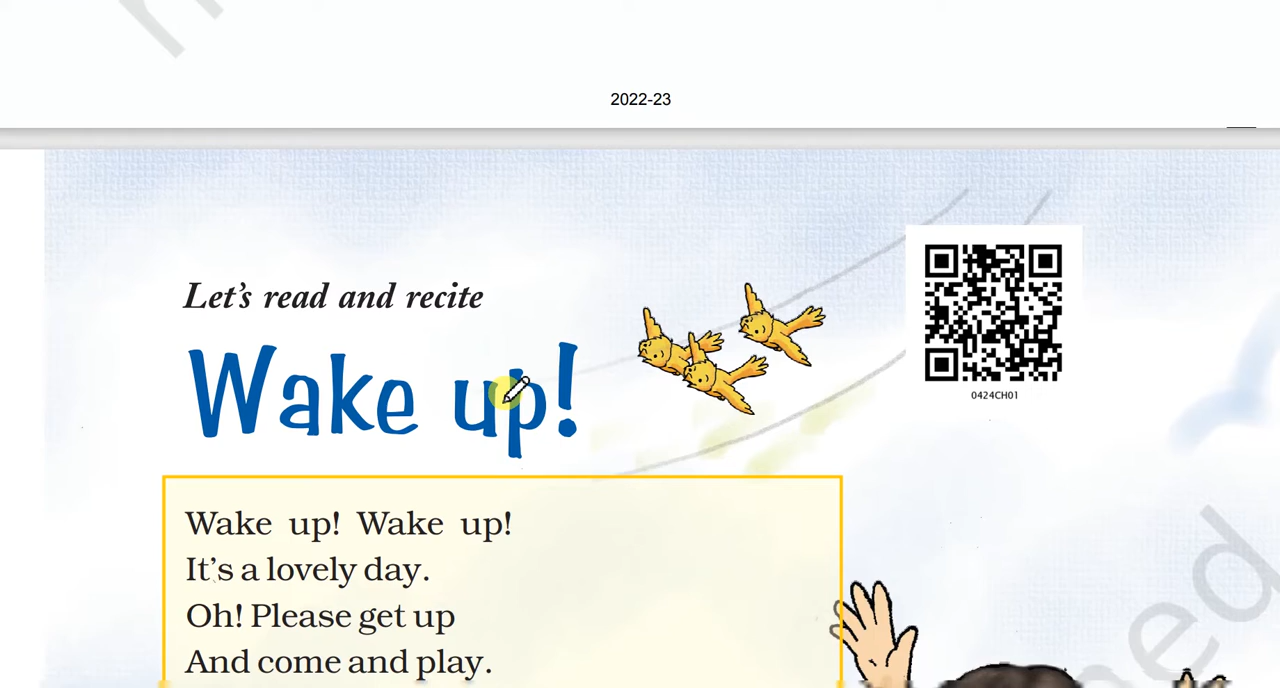 2022-23
Let's read and recite
Wake up!
0424CH01
Wake up! Wake up!
It's a lovely day.
Oh! Please get up
And come and play.